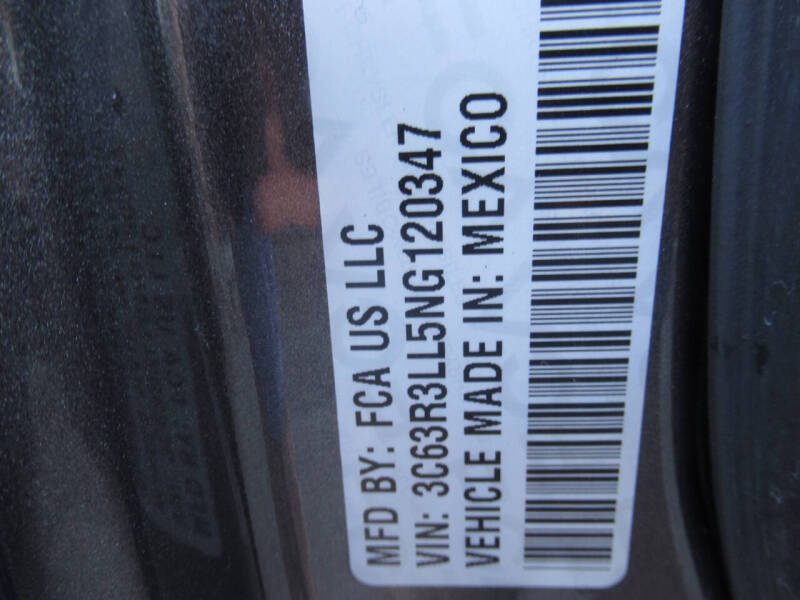 MFD BY: FCA US LLC
VIN: 3C63R3LL5NG120347
VEHICLE MADE IN: MEXICO